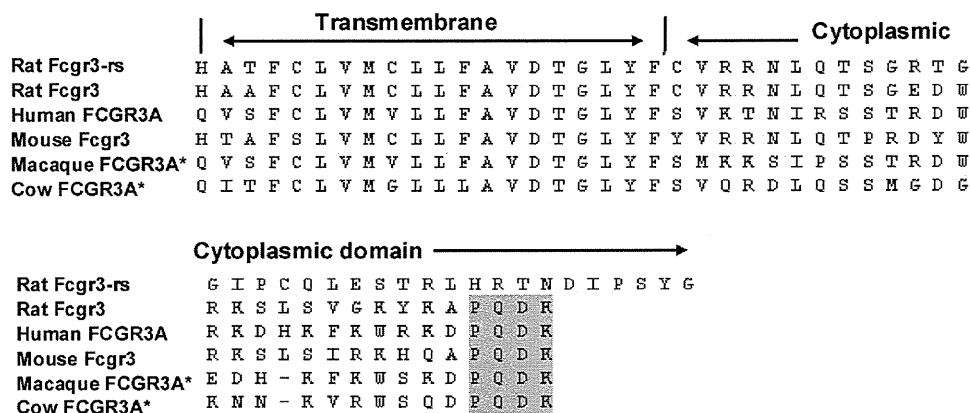 Transmembrane
Cytoplasmic
Rat Fcgr3-rs H A T F C L V M C L L F A V D T G L Y F C V R R N L Q T S G R T G
Rat Fcgr3 H A A F C L V M C L L F A V D T G L Y F C V R R N L Q T S G E D W
Human FCGR3A Q V S F C L V M V L L F A V D T G L Y F S V K T N I R S S T R D W
Mouse Fcgr3 H T A F S L V M C L L F A V D T G L Y F Y V R R N L Q T P R D Y W
Macaque FCGR3A* Q V S F C L V M V L L F A V D T G L Y F S M K K S I P S S T R D W
Cow FCGR3A* Q I T F C L V M G L L L A V D T G L Y F S V Q R D L Q S S M G D G
Cytoplasmic domain
Rat Fcgr3-rs G I P C Q L E S T R L H R T N D I P S Y G
Rat Fcgr3 R K S L S V G K Y K A P Q D K
Human FCGR3A R K D H K F K W R K D P Q D K
Mouse Fcgr3 R K S L S I R K H Q A P Q D K
Macaque FCGR3A* E D H - K F K W S K D P Q D K
Cow FCGR3A* K N N - K V R W S Q D P Q D K